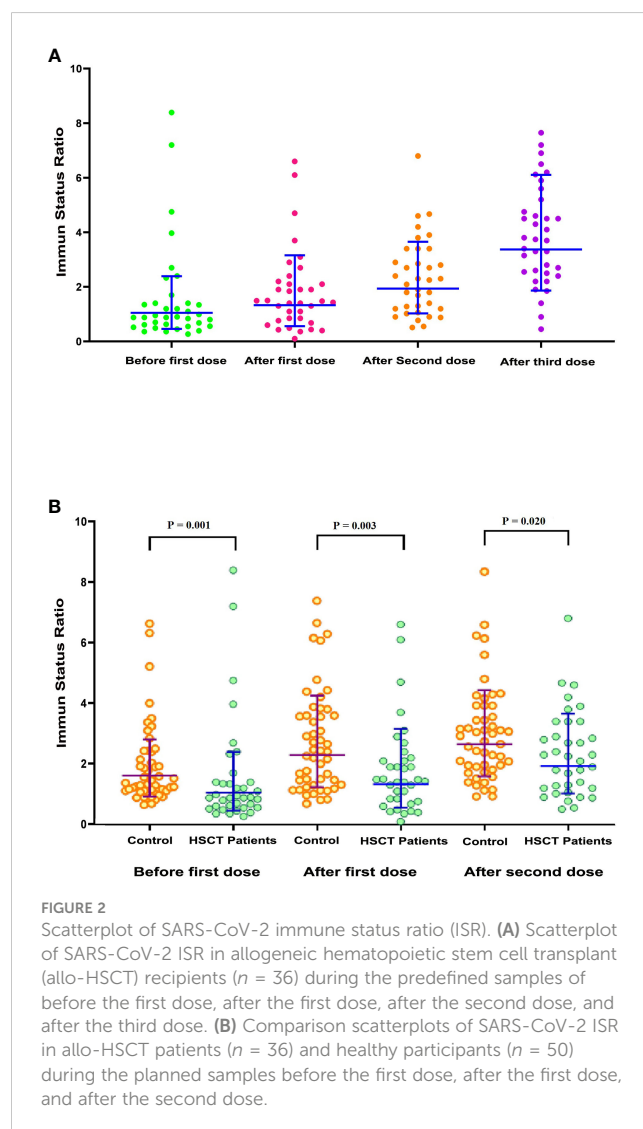 A
10
8
6
4
2
0
Immun Status Ratio
Before first dose
After first dose
After Second dose
After third dose
B
10
8
6
4
2
0
Immun Status Ratio
P = 0.001
P = 0.003
P = 0.020
Control HSCT Patients Control HSCT Patients Control HSCT Patients
Before first dose After first dose After second dose
FIGURE 2
Scatterplot of SARS-CoV-2 immune status ratio (ISR). (A) Scatterplot
of SARS-CoV-2 ISR in allogeneic hematopoietic stem cell transplant
(allo-HSCT) recipients (n = 36) during the predefined samples of
before the first dose, after the first dose, after the second dose, and
after the third dose. (B) Comparison scatterplots of SARS-CoV-2 ISR
in allo-HSCT patients (n = 36) and healthy participants (n = 50)
during the planned samples before the first dose, after the first dose,
and after the second dose.